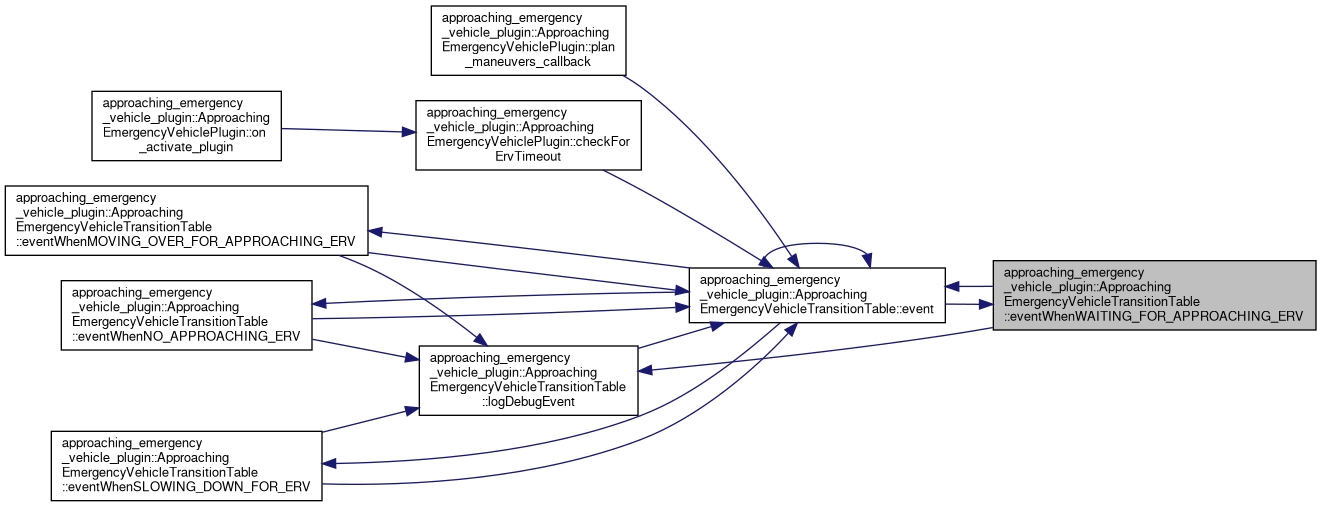 approaching_emergency
_vehicle_plugin::Approaching
EmergencyVehiclePlugin::plan
_maneuvers_callback
approaching_emergency
_vehicle_plugin::Approaching
EmergencyVehiclePlugin::on
_activate_plugin
approaching_emergency
_vehicle_plugin::Approaching
EmergencyVehiclePlugin::checkFor
ErvTimeout
approaching_emergency
_vehicle_plugin::Approaching
EmergencyVehicleTransitionTable
::eventWhenMOVING_OVER_FOR_APPROACHING_ERV
approaching_emergency
_vehicle_plugin::Approaching
EmergencyVehicleTransitionTable::event
approaching_emergency
_vehicle_plugin::Approaching
EmergencyVehicleTransitionTable
::eventWhenWAITING_FOR_APPROACHING_ERV
approaching_emergency
_vehicle_plugin::Approaching
EmergencyVehicleTransitionTable
::eventWhenNO_APPROACHING_ERV
approaching_emergency
_vehicle_plugin::Approaching
EmergencyVehicleTransitionTable
::logDebugEvent
approaching_emergency
_vehicle_plugin::Approaching
EmergencyVehicleTransitionTable
::eventWhenSLOWING_DOWN_FOR_ERV